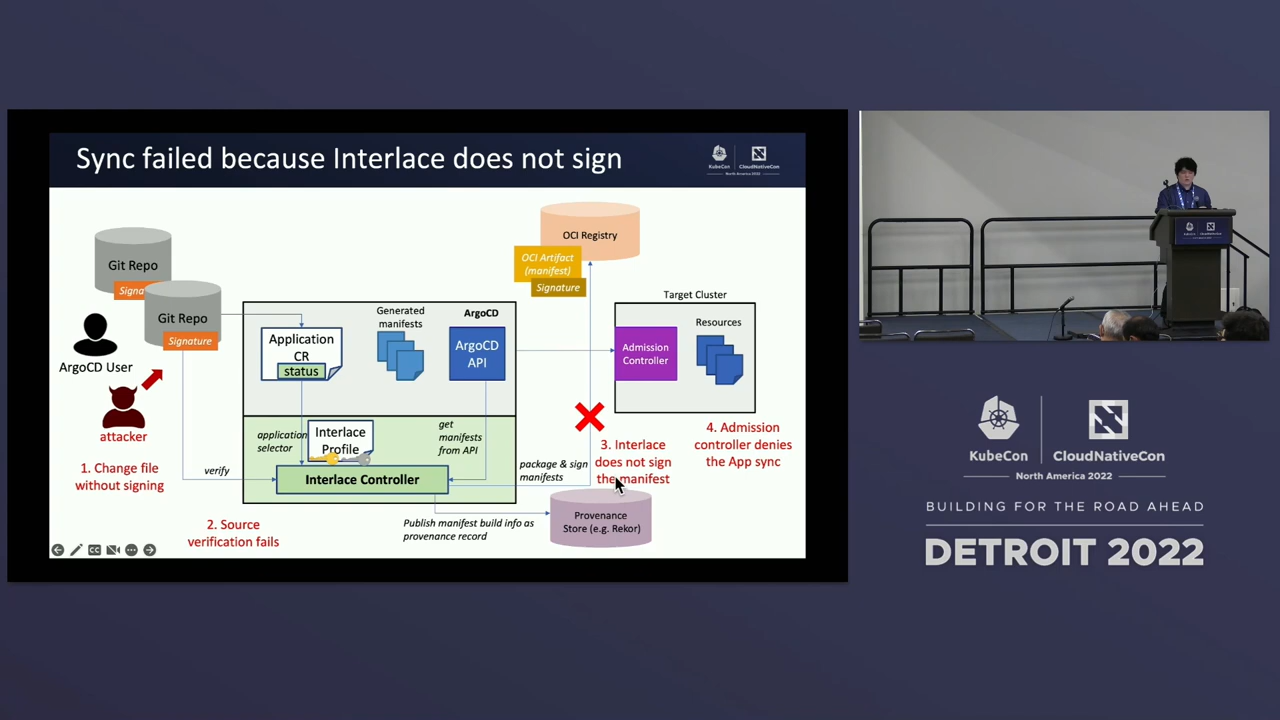 Sync failed because Interlace does not sign
KubeCon
CloudNativeCon
North America 2022
OCI Registry
OCI Artifact
(manifest)
Signature
Git Repo
Signa
Git Repo
Signature
ArgoCD User
attacker
1. Change file
without signing
verify
2. Source
verification fails
Application
CR
status
Generated
manifests
ArgoCD
ArgoCD
API
application
selector
Interlace
Profile
get
manifests
from API
Interlace Controller
package & sign
manifests
Publish manifest build info as
provenance record
Provenance
Store (e.g. Rekor)
3. Interlace
does not sign
the manifest
Target Cluster
Admission
Controller
Resources
4. Admission
controller denies
the App sync
KubeCon
CloudNativeCon
North America 2022
BUILDING FOR THE ROAD AHEAD
DETROIT 2022